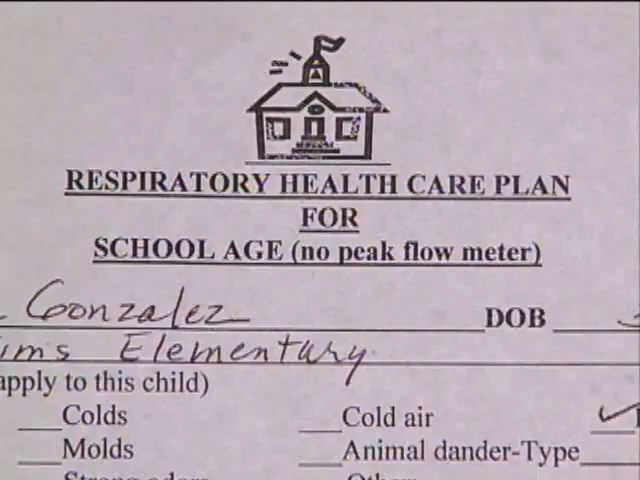 RESPIRATORY HEALTH CARE PLAN
FOR
SCHOOL AGE (no peak flow meter)
Gonzalez DOB
Elementary
apply to this child)
Colds Cold air
Molds Animal dander-Type